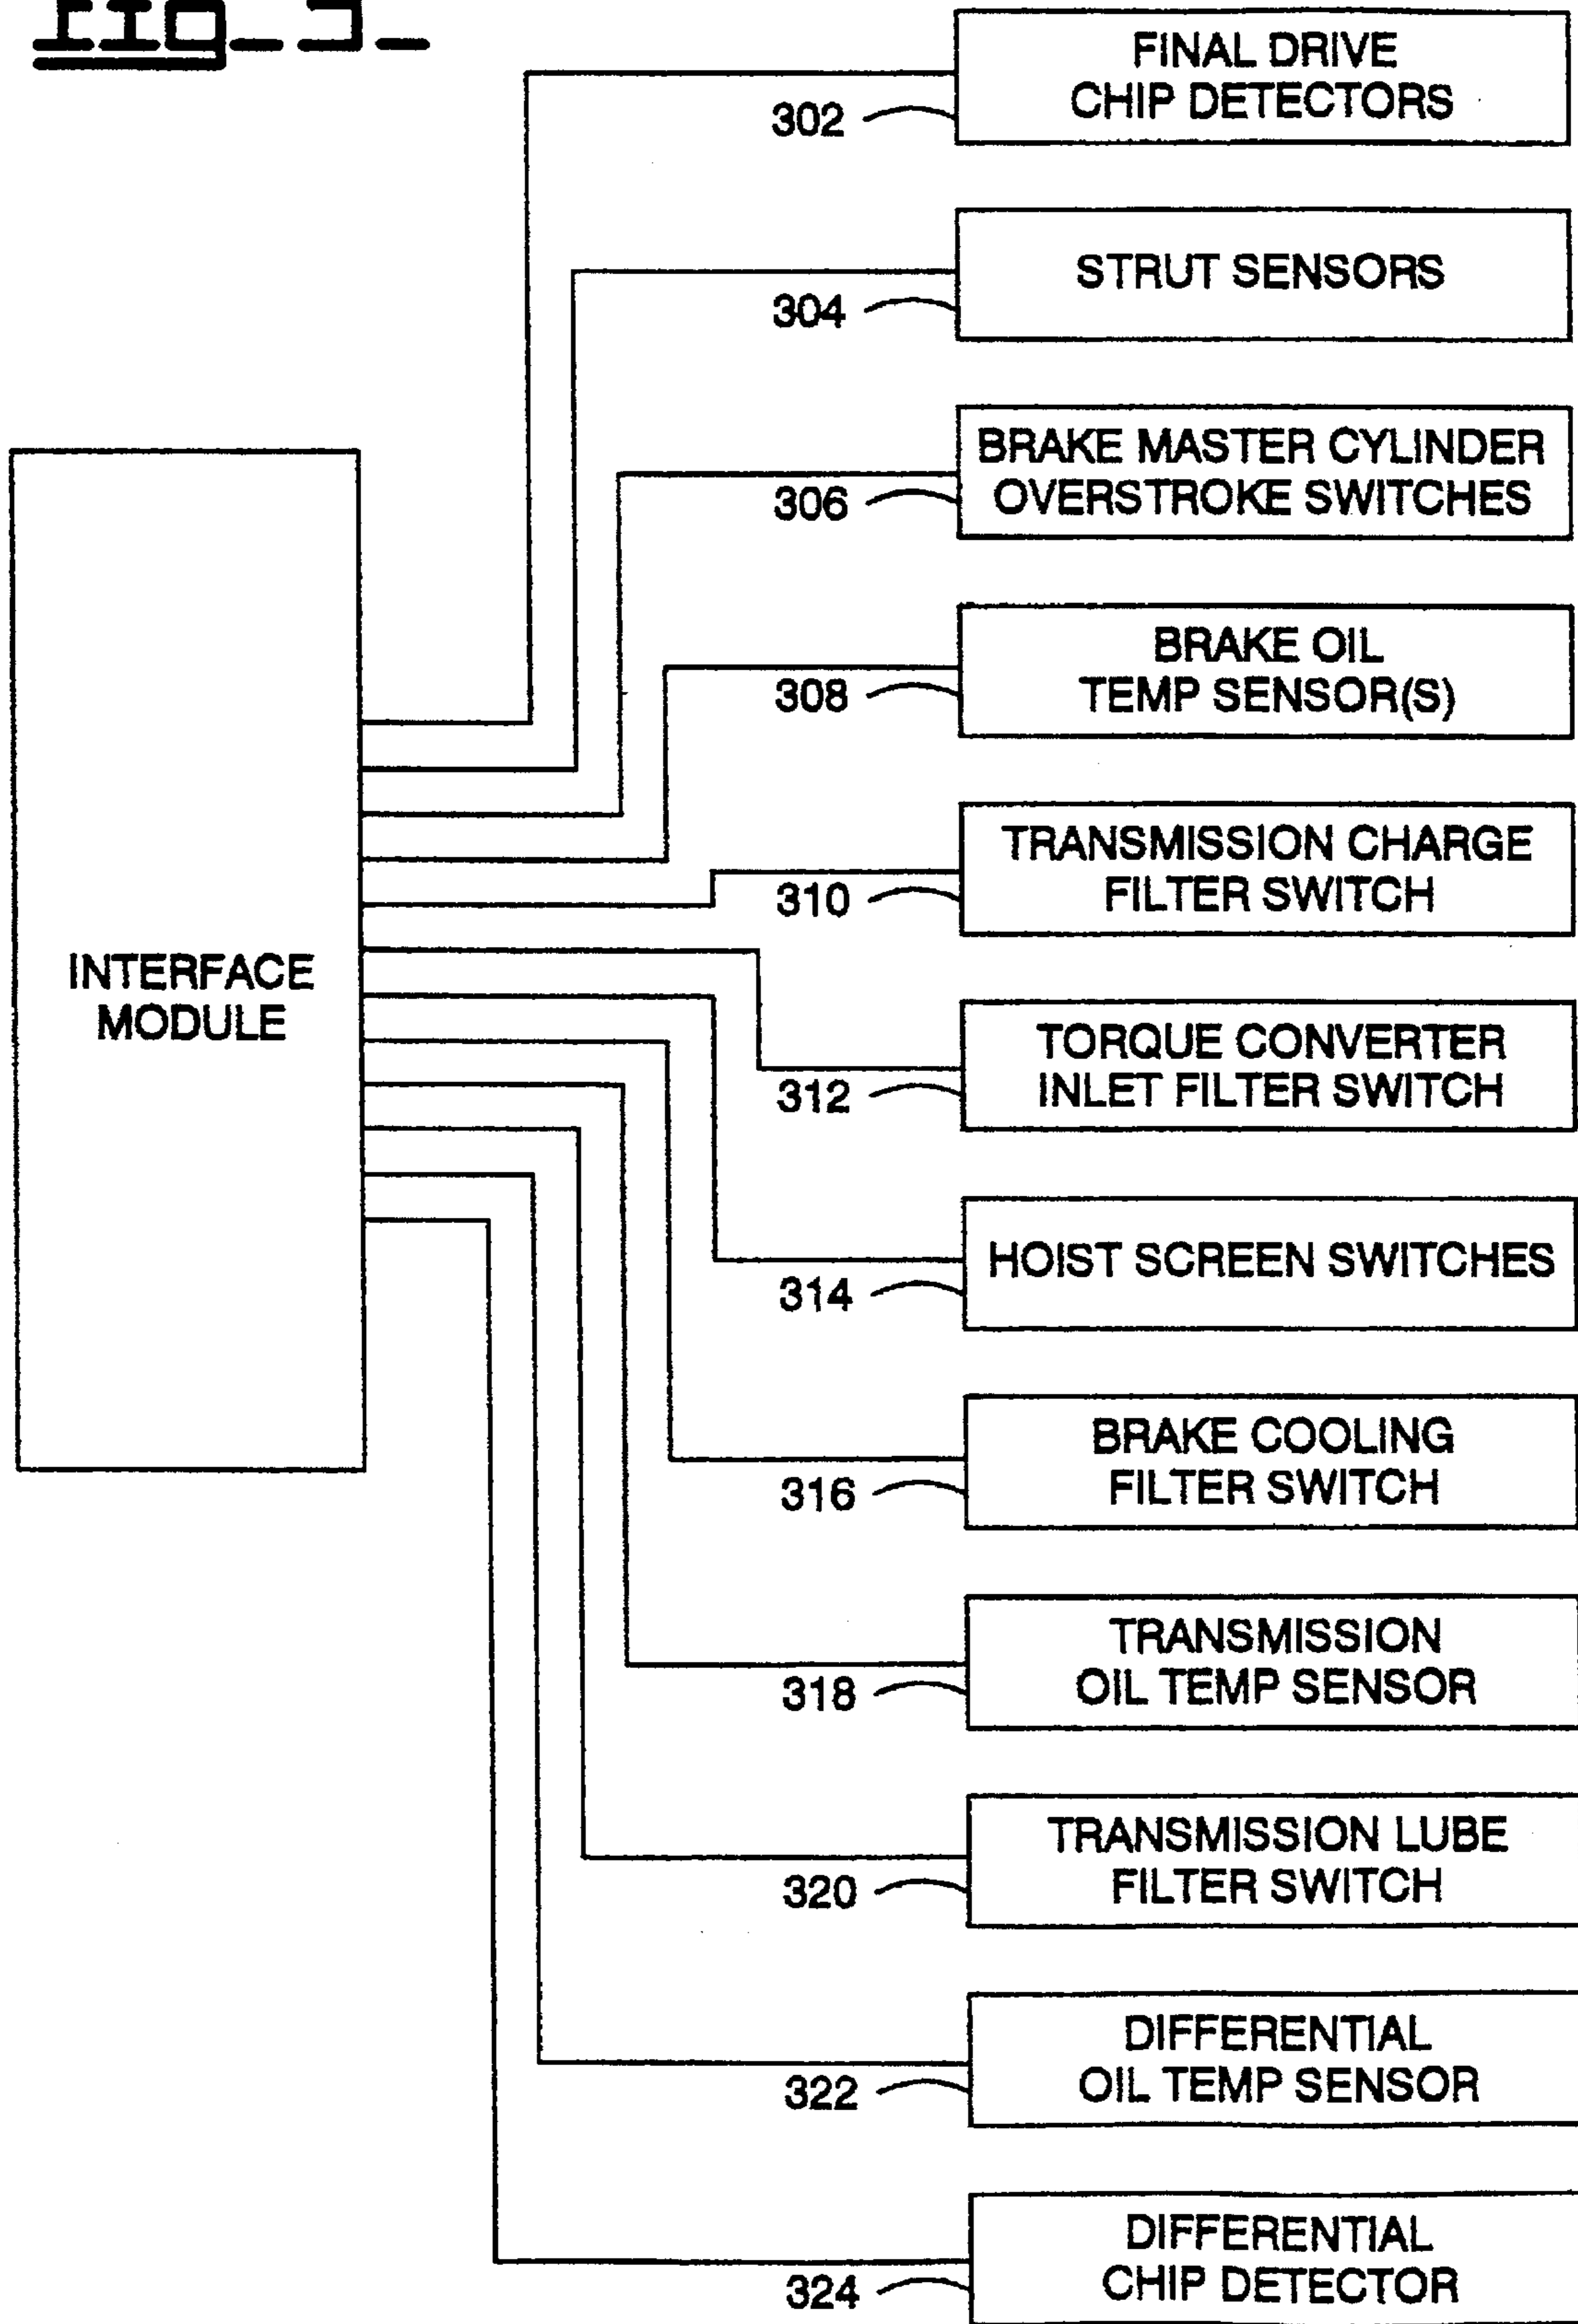 Fig_3_
FINAL DRIVE
CHIP DETECTORS
302
STRUT SENSORS
304
BRAKE MASTER CYLINDER
OVERSTROKE SWITCHES
306
BRAKE OIL
TEMP SENSOR(S)
308
TRANSMISSION CHARGE
FILTER SWITCH
310
INTERFACE
MODULE
TORQUE CONVERTER
INLET FILTER SWITCH
312
HOIST SCREEN SWITCHES
314
BRAKE COOLING
FILTER SWITCH
316
TRANSMISSION
OIL TEMP SENSOR
318
TRANSMISSION LUBE
FILTER SWITCH
320
DIFFERENTIAL
OIL TEMP SENSOR
322
DIFFERENTIAL
CHIP DETECTOR
324